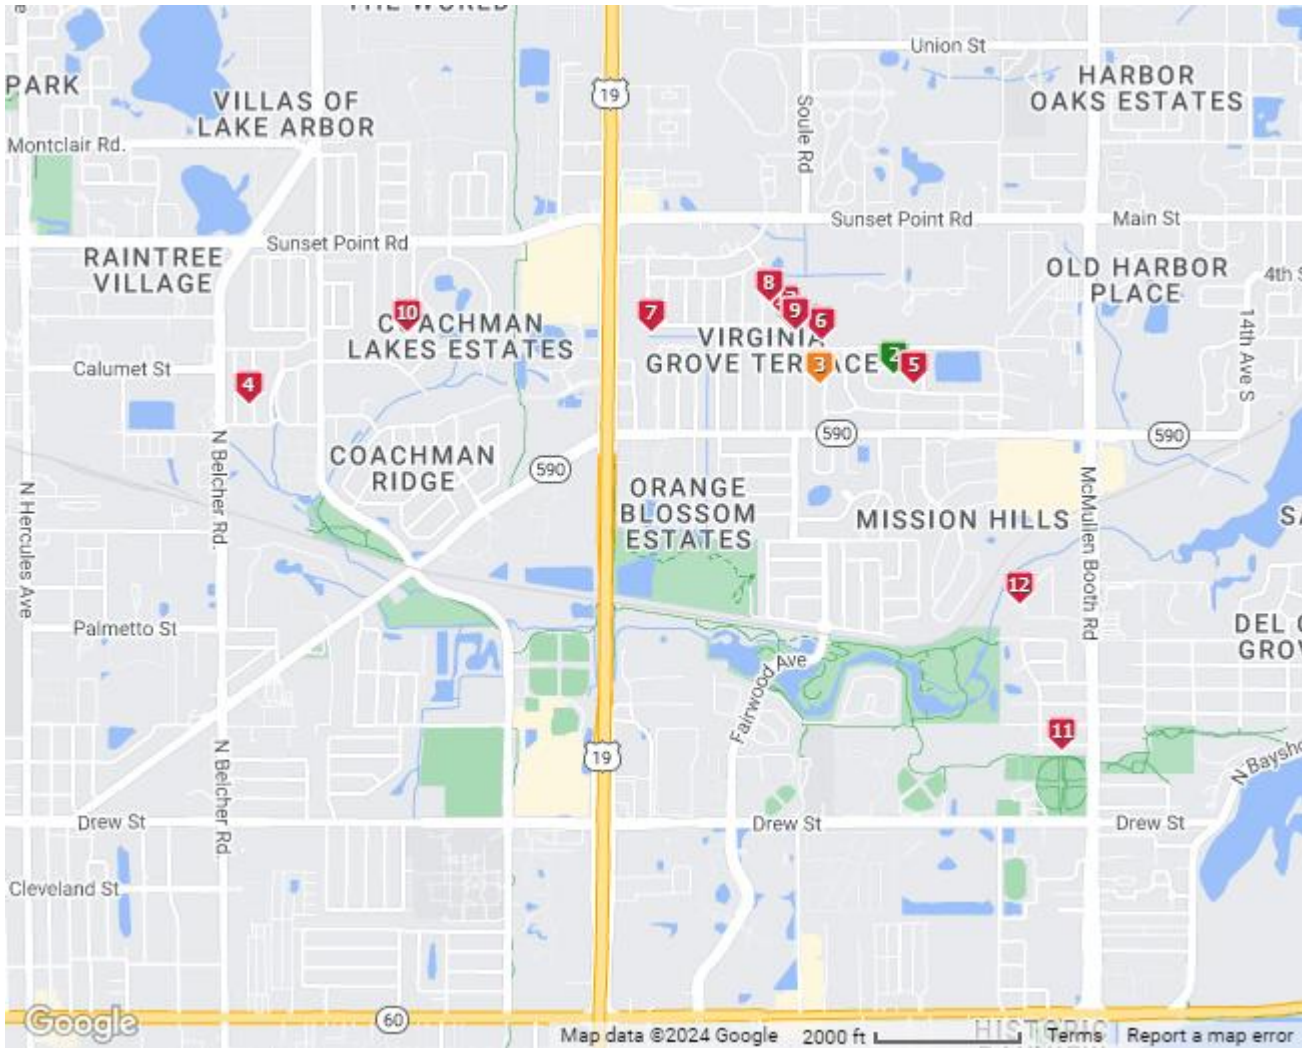 THE WORLD
Union St
HARBOR
OAKS ESTATES
PARK
19
VILLAS OF
LAKE ARBOR
Montclair Rd.
Soule Rd
Sunset Point Rd
Main St
Sunset Point Rd
RAINTREE
VILLAGE
OLD HARBOR
PLACE
4th S
8
9
6
7
10
COACHMAN
LAKES ESTATES
VIRGINIA
GROVE TERRACE
14th Ave S
Calumet St
4
3
2
5
590
590
N Belcher Rd.
COACHMAN
RIDGE
590
ORANGE
BLOSSOM
ESTATES
MISSION HILLS
McMullen Booth Rd
N Hercules Ave
12
Palmetto St
DEL
GROV
Fairwood Ave
11
19
N Belcher Rd.
N Baysho
Drew St
Drew St
Drew St
Cleveland St
60
Google
Map data ©2024 Google
2000 ft
HISTORIC
Terms
Report a map error